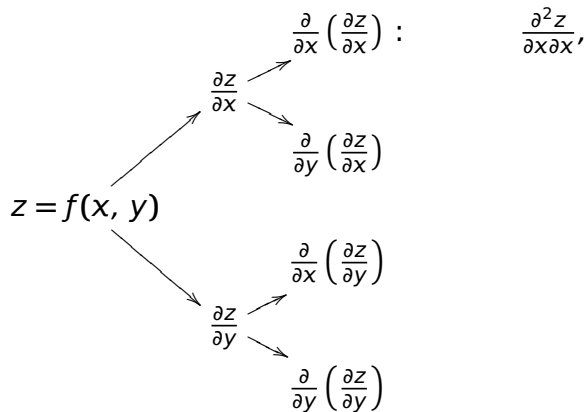 ∂/∂x (∂z/∂x) : ∂²z/∂x∂x,
∂z/∂x
∂/∂y (∂z/∂x)
z = f(x, y)
∂/∂x (∂z/∂y)
∂z/∂y
∂/∂y (∂z/∂y)